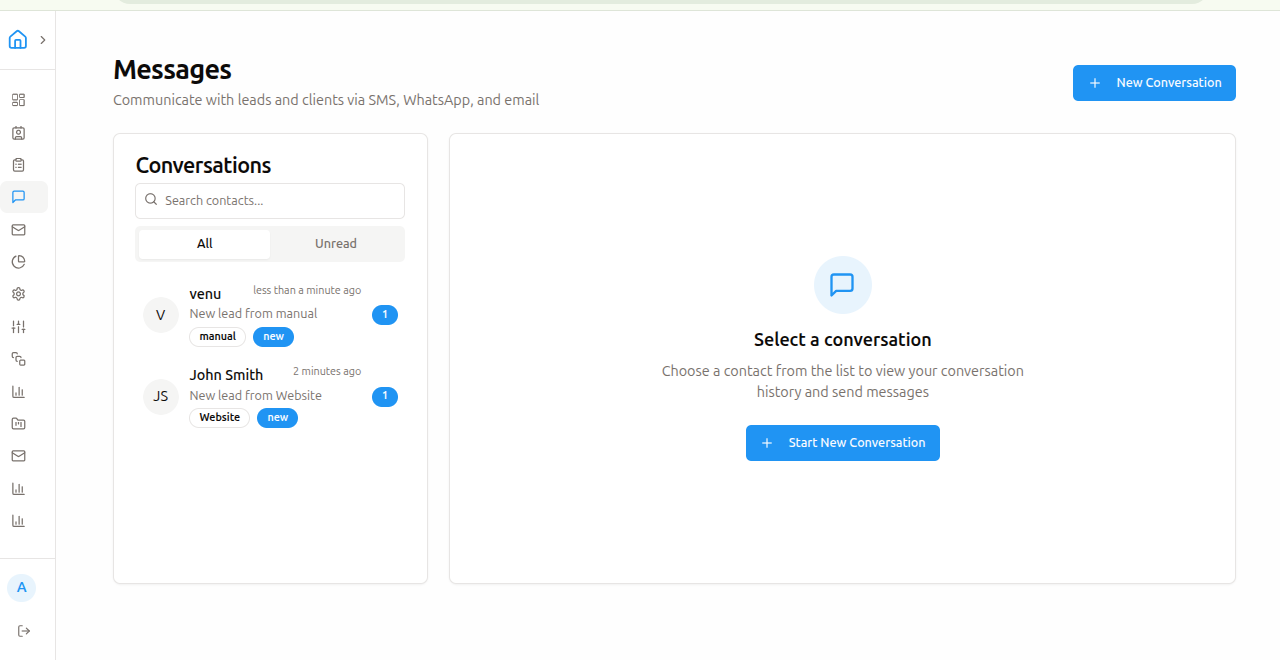 Messages
Communicate with leads and clients via SMS, WhatsApp, and email
New Conversation
Conversations
Search contacts...
All Unread
V
venu less than a minute ago
New lead from manual
1
manual new
JS
John Smith 2 minutes ago
New lead from Website
1
Website new
Select a conversation
Choose a contact from the list to view your conversation
history and send messages
Start New Conversation
A